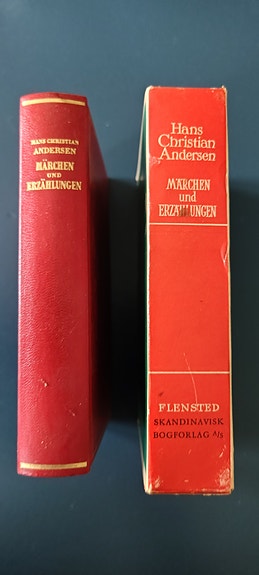 HANS CHRISTIAN
ANDERSEN
MÄRCHEN
UND
ERZÄHLUNGEN
Hans
Christian
Andersen
MÄRCHEN
und
ERZÄHLUNGEN
FLENSTED
SKANDINAVISK
BOGFORLAG A/S